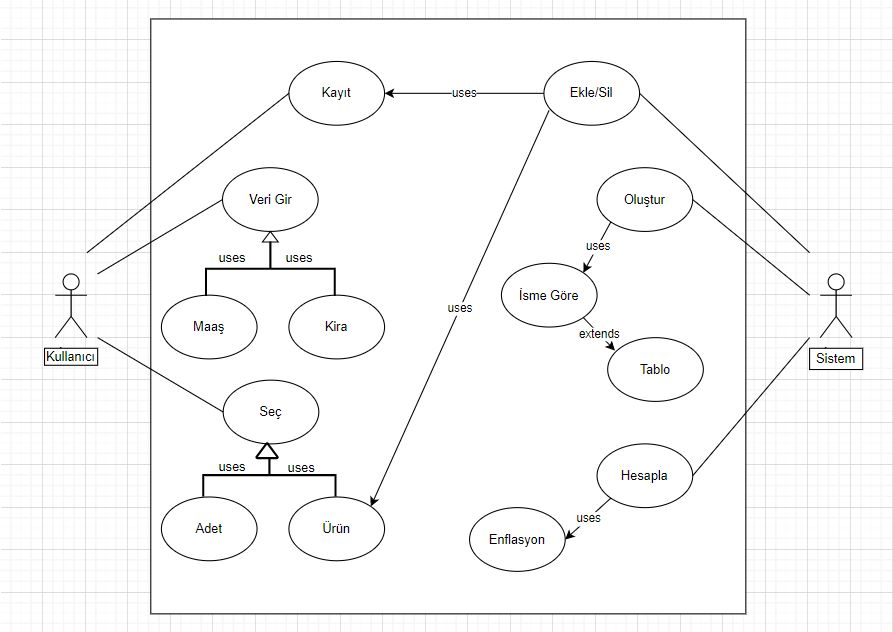 Kayıt
uses
Ekle/Sil
Veri Gir
Oluştur
uses
uses
uses
İsme Göre
uses
Maaş
Kira
extends
Kullanıcı
Sistem
Tablo
Seç
uses
uses
Hesapla
uses
Adet
Ürün
Enflasyon